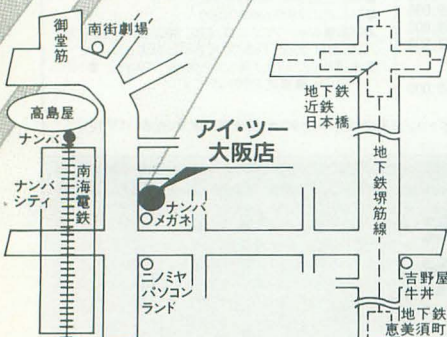 御堂筋
南街劇場
高島屋
ナンバ
アイ・ツー
大阪店
地下鉄
近鉄
日本橋
ナンバ
シティ
南海電鉄
ナンバ
メガネ
地下鉄堺筋線
ニノミヤ
パソコン
ランド
吉野屋
牛丼
地下鉄
恵美須町